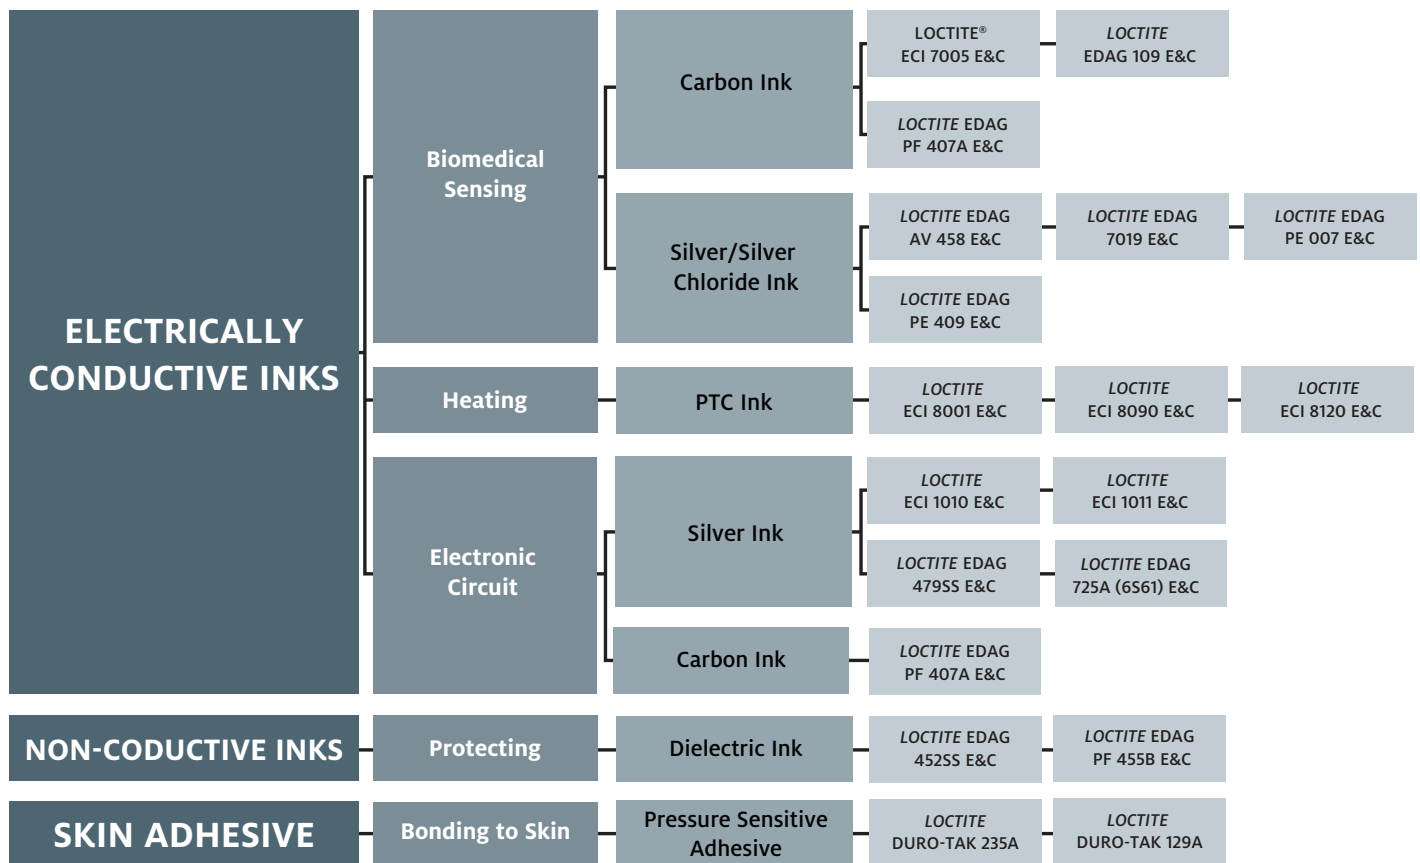 ELECTRICALLY
CONDUCTIVE INKS
Biomedical
Sensing
Carbon Ink
LOCTITE®
ECI 7005 E&C
LOCTITE
EDAG 109 E&C
LOCTITE EDAG
PF 407A E&C
Silver/Silver
Chloride Ink
LOCTITE EDAG
AV 458 E&C
LOCTITE EDAG
7019 E&C
LOCTITE EDAG
PE 007 E&C
LOCTITE EDAG
PE 409 E&C
Heating
PTC Ink
LOCTITE
ECI 8001 E&C
LOCTITE
ECI 8090 E&C
LOCTITE
ECI 8120 E&C
Electronic
Circuit
Silver Ink
LOCTITE
ECI 1010 E&C
LOCTITE
ECI 1011 E&C
LOCTITE EDAG
479SS E&C
LOCTITE EDAG
725A (6S61) E&C
Carbon Ink
LOCTITE EDAG
PF 407A E&C
NON-CODUCTIVE INKS
Protecting
Dielectric Ink
LOCTITE EDAG
452SS E&C
LOCTITE EDAG
PF 455B E&C
SKIN ADHESIVE
Bonding to Skin
Pressure Sensitive
Adhesive
LOCTITE
DURO-TAK 235A
LOCTITE
DURO-TAK 129A